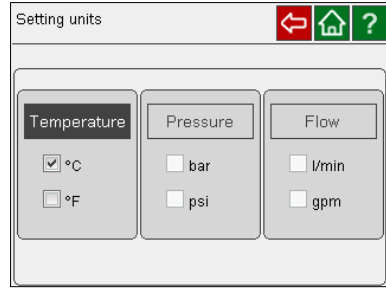 Setting units
?
Temperature
°C
°F
Pressure
bar
psi
Flow
l/min
gpm